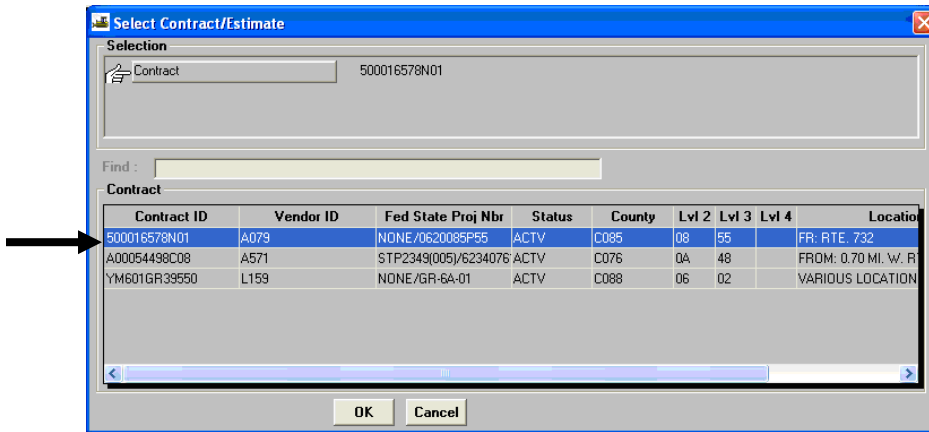 Select Contract/Estimate
Selection
Contract 500016578N01
Find :
Contract
Contract ID Vendor ID Fed State Proj Nbr Status County Lvl 2 Lvl 3 Lvl 4 Location
500016578N01 A079 NONE/0620085P55 ACTV C085 08 55 FR: RTE. 732
A00054498C08 A571 STP2349(005)/6234076 ACTV C076 0A 48 FROM: 0.70 MI. W. R
YM601GR39550 L159 NONE/GR-6A-01 ACTV C088 06 02 VARIOUS LOCATION
OK Cancel